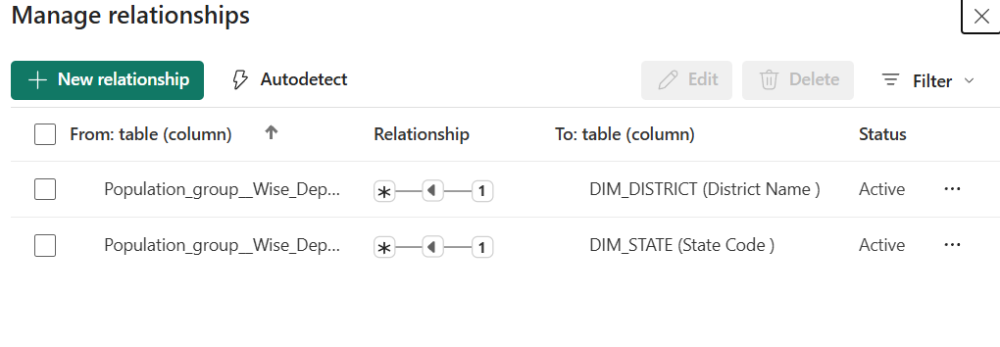 Manage relationships
New relationship Autodetect Edit Delete Filter
From: table (column) Relationship To: table (column) Status
Population_group__Wise_Dep... * 1 DIM_DISTRICT (District Name ) Active ...
Population_group__Wise_Dep... * 1 DIM_STATE (State Code ) Active ...